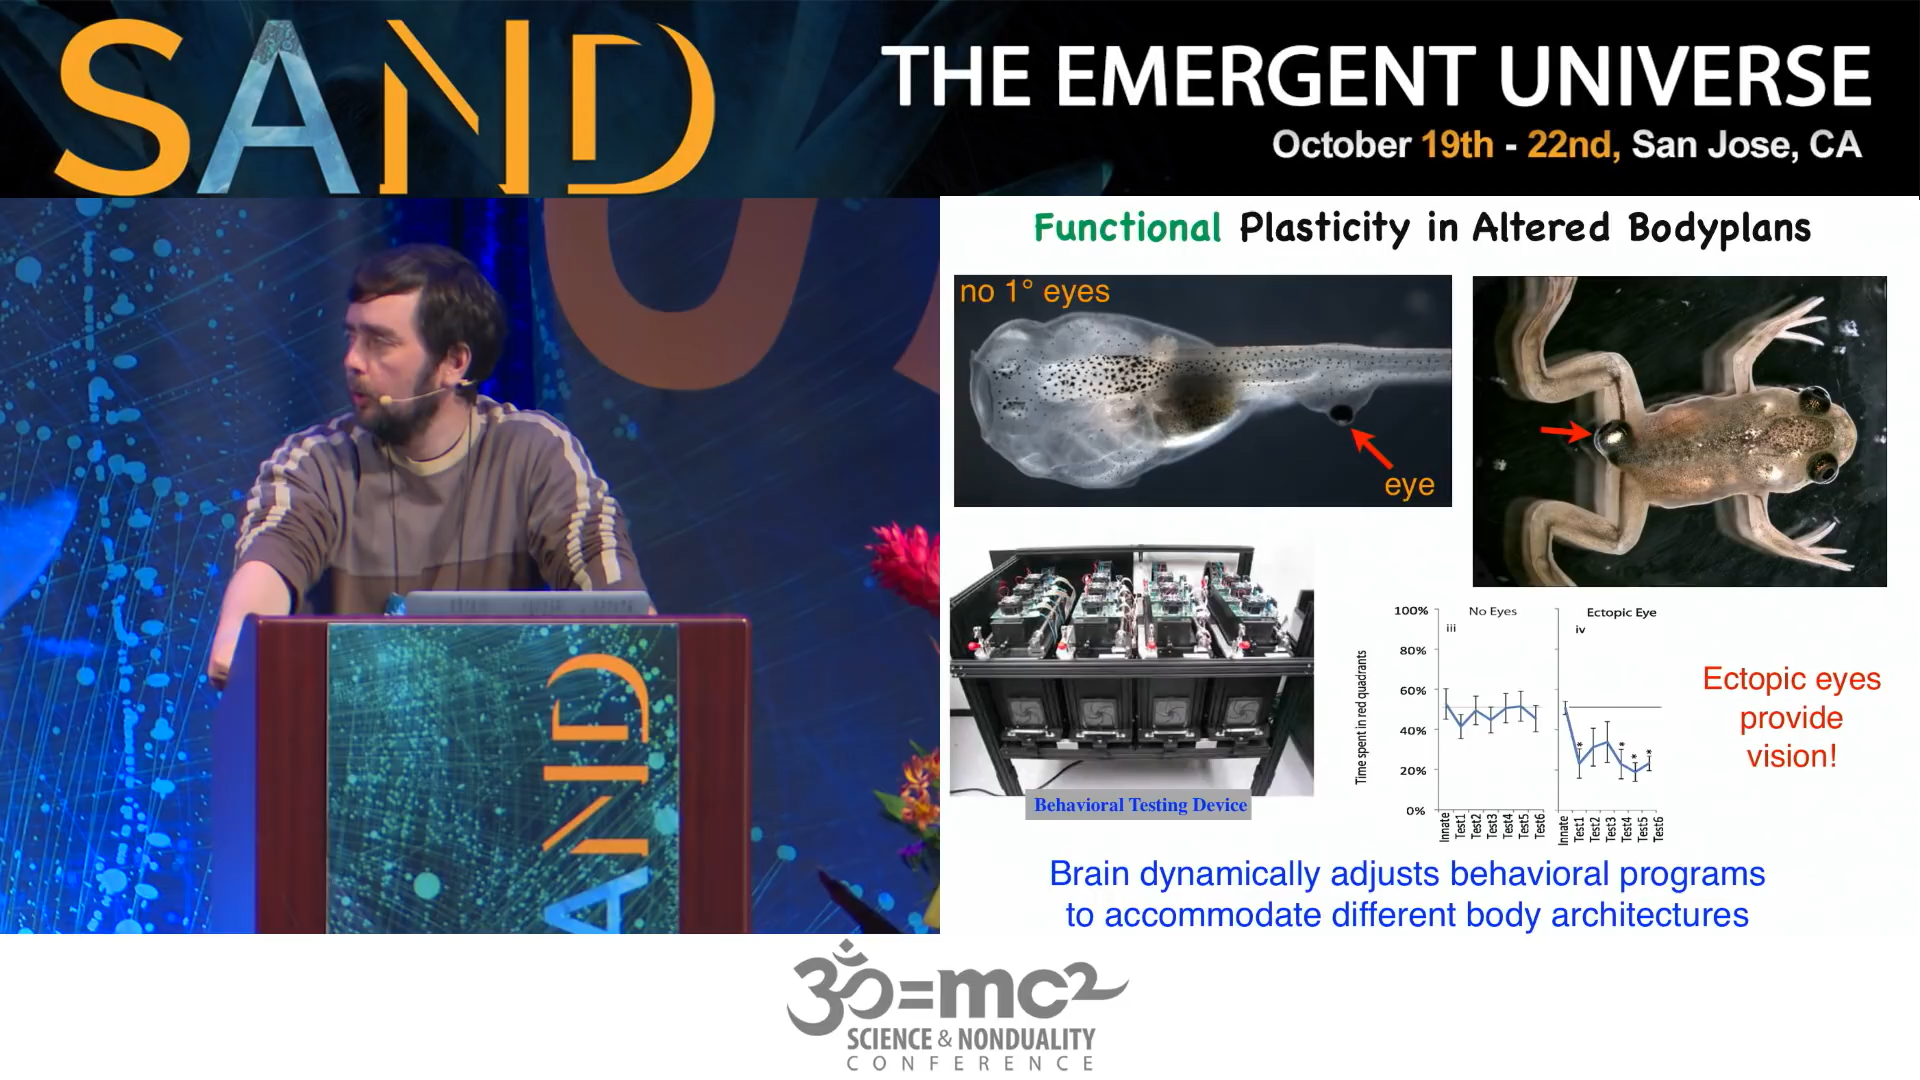 SAND
THE EMERGENT UNIVERSE
October 19th - 22nd, San Jose, CA
Functional Plasticity in Altered Bodyplans
no 1° eyes
eye
Behavioral Testing Device
100%
80%
60%
40%
20%
0%
Time spent in red quadrants
No Eyes
iii
Innate
Test1
Test2
Test3
Test4
Test5
Test6
Ectopic Eye
iv
*
*
*
*
Innate
Test1
Test2
Test3
Test4
Test5
Test6
Ectopic eyes
provide
vision!
Brain dynamically adjusts behavioral programs
to accommodate different body architectures
AND
ॐ=mc2
SCIENCE & NONDUALITY
CONFERENCE